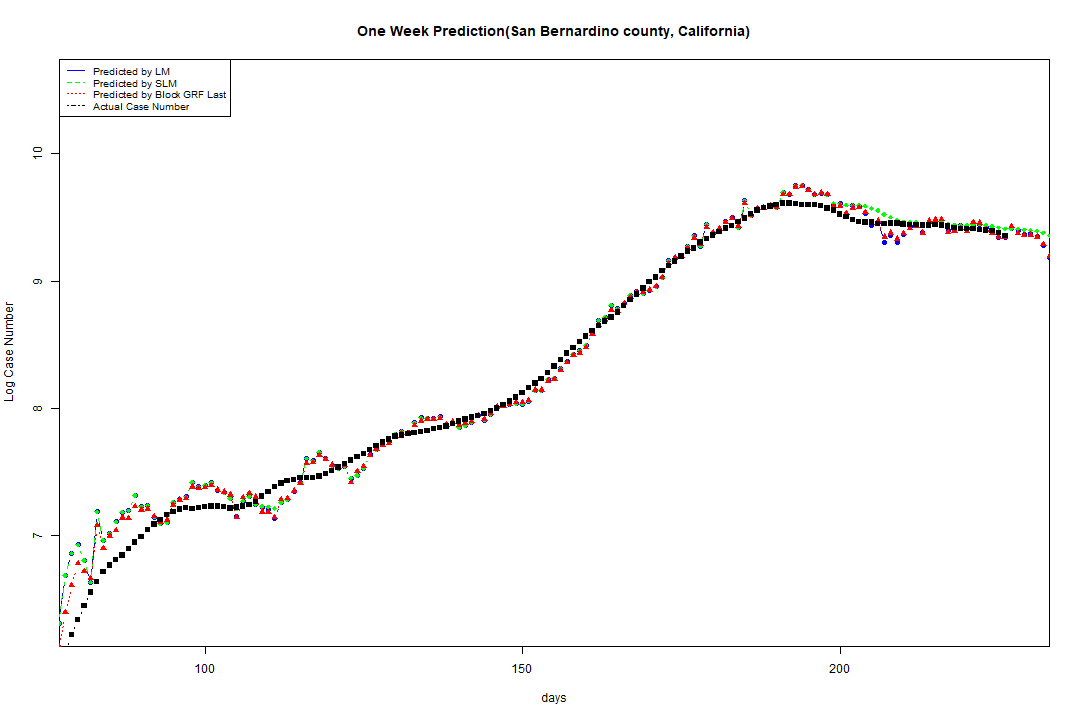 One Week Prediction(San Bernardino county, California)
Predicted by LM
Predicted by SLM
Predicted by Block GRF Last
Actual Case Number
10
9
8
7
Log Case Number
100 150 200
days